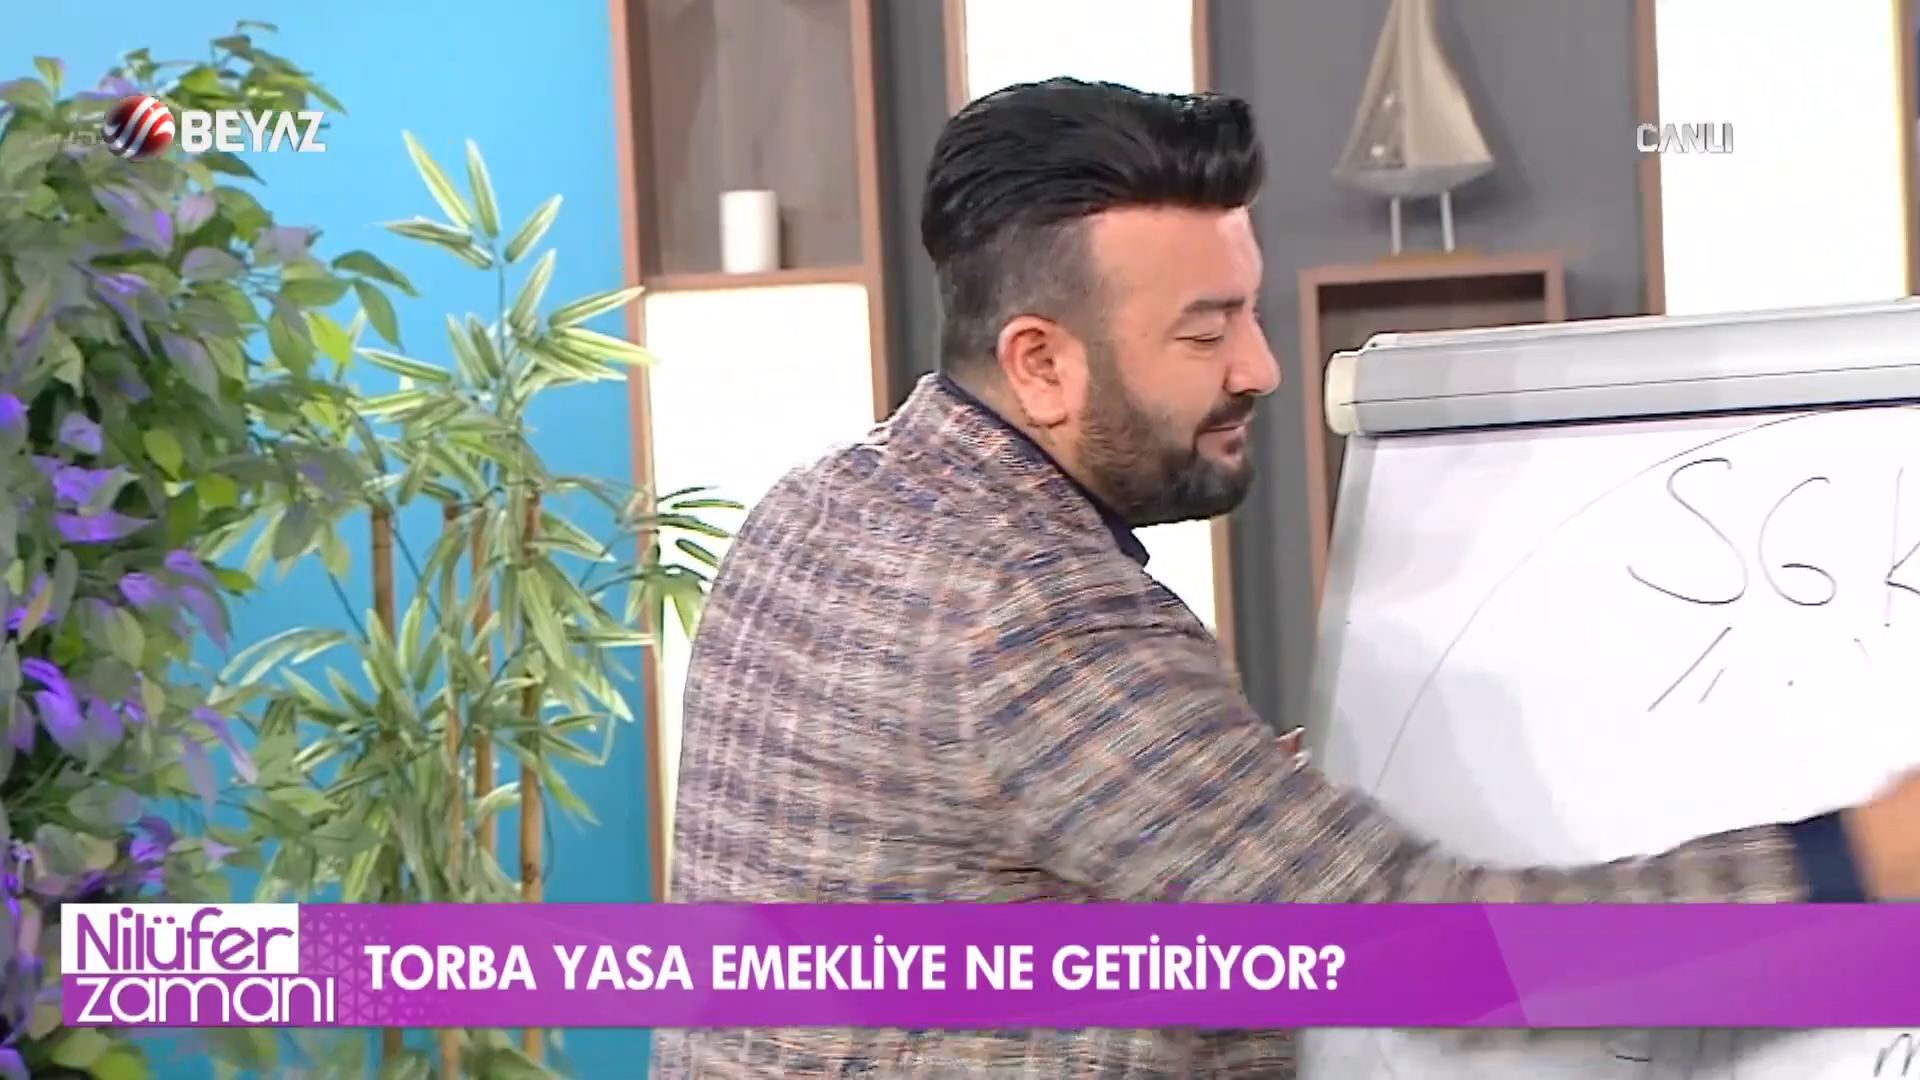 BEYAZ
CANLI
SGK
Nilüfer
zamanı
TORBA YASA EMEKLİYE NE GETİRİYOR?